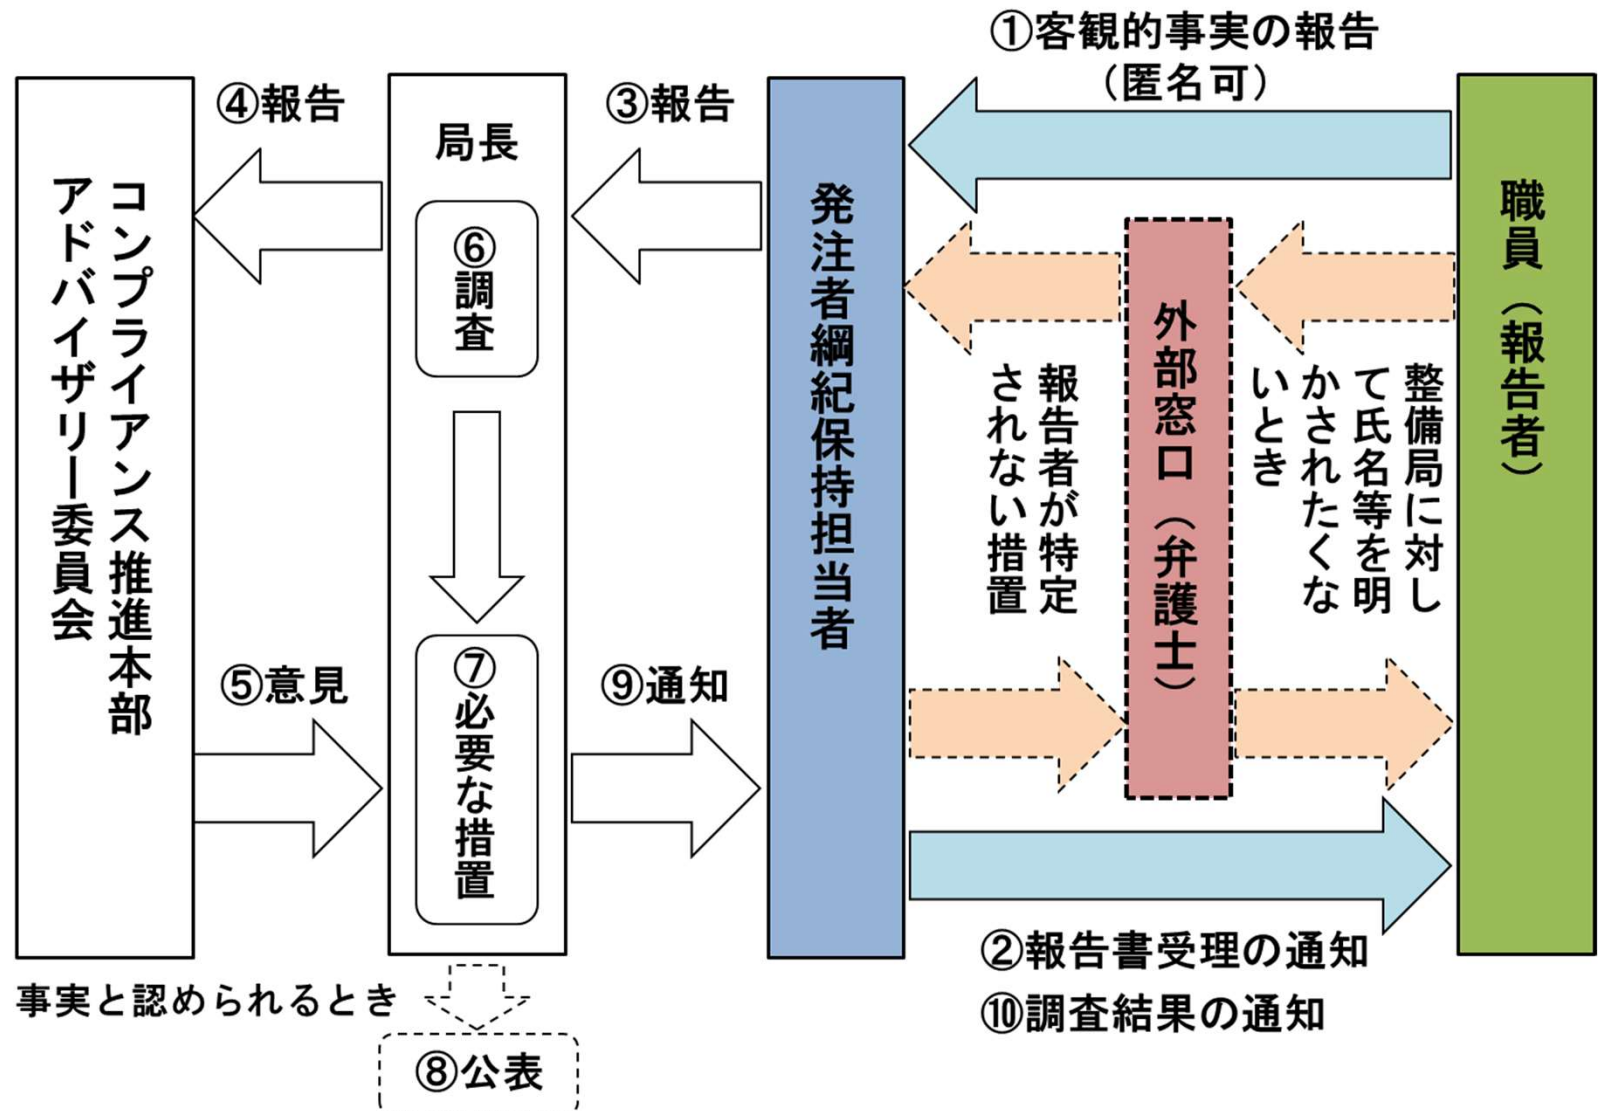 ①客観的事実の報告
（匿名可）
④報告
③報告
局長
⑥調査
コンプライアンス推進本部
アドバイザリー委員会
発注者綱紀保持担当者
外部窓口（弁護士）
職員（報告者）
整備局に対し
て氏名等を明
かされたくな
いとき
報告者が特定
されない措置
⑤意見
⑦必要な措置
⑨通知
②報告書受理の通知
⑩調査結果の通知
事実と認められるとき
⑧公表